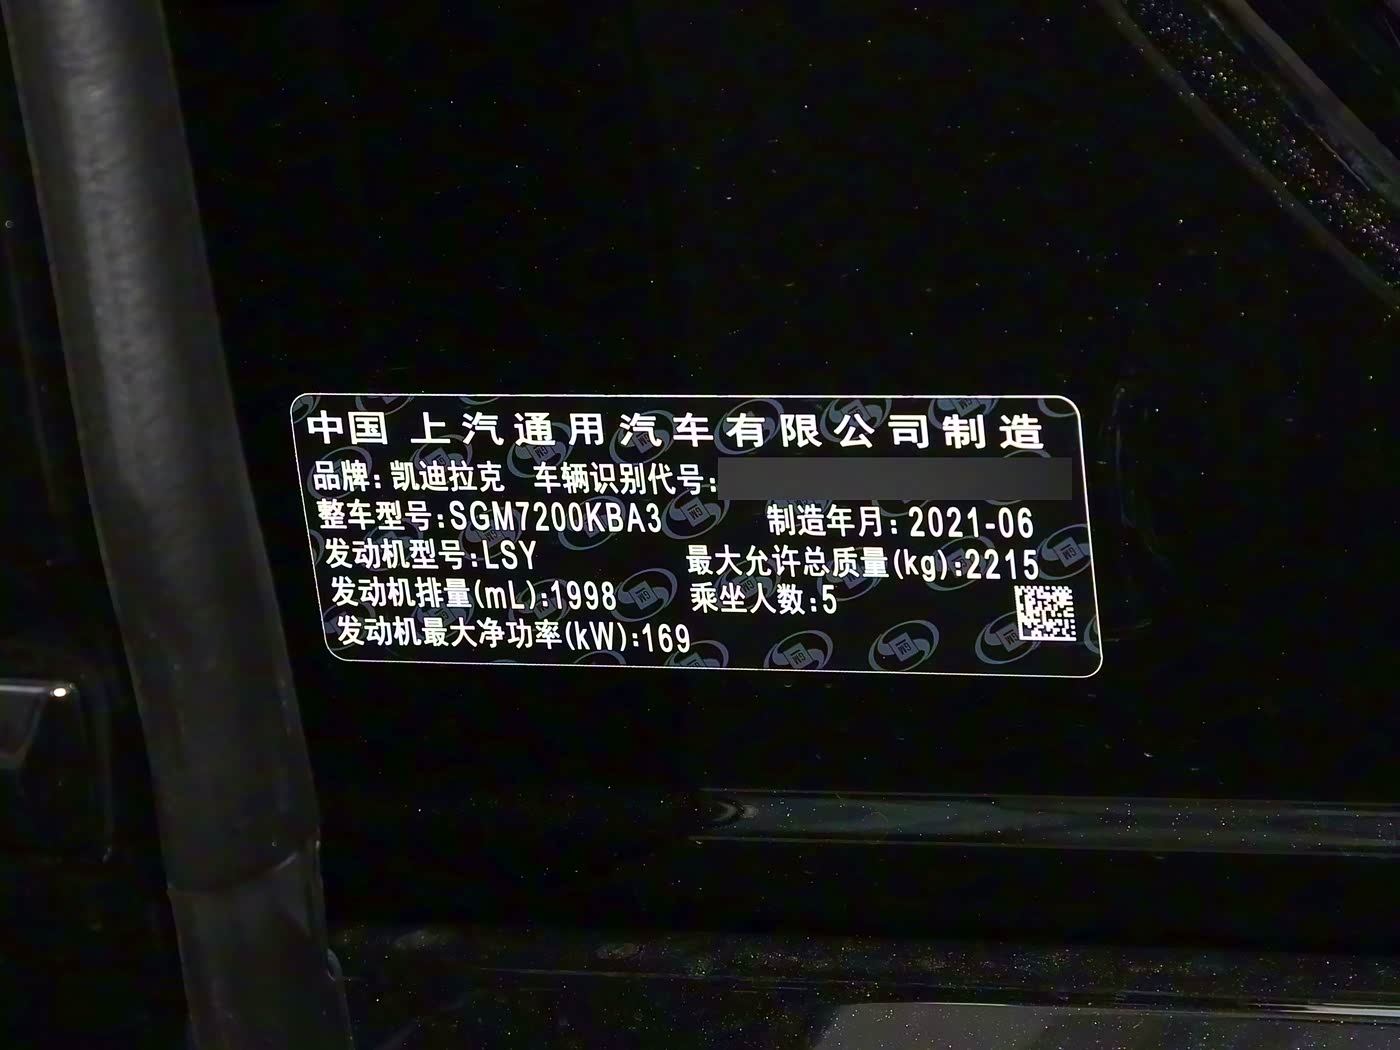 中国 上汽通用汽车有限公司制造
品牌: 凯迪拉克 车辆识别代号:
整车型号:SGM7200KBA3 制造年月: 2021-06
发动机型号:LSY 最大允许总质量(kg):2215
发动机排量(mL):1998 乘坐人数:5
发动机最大净功率(kW):169